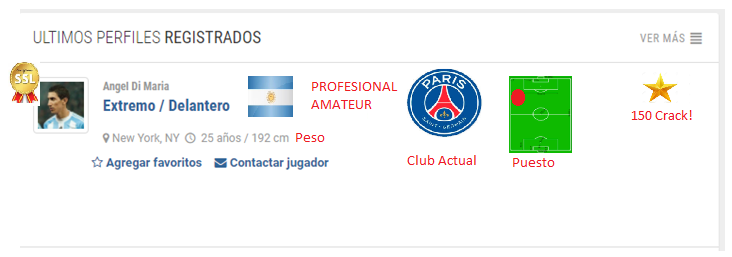 ULTIMOS PERFILES REGISTRADOS
VER MÁS
SSL
Angel Di Maria
Extremo / Delantero
PROFESIONAL
AMATEUR
PARIS
SAINT-GERMAIN
150 Crack!
New York, NY 25 años / 192 cm Peso
Club Actual
Puesto
Agregar favoritos Contactar jugador